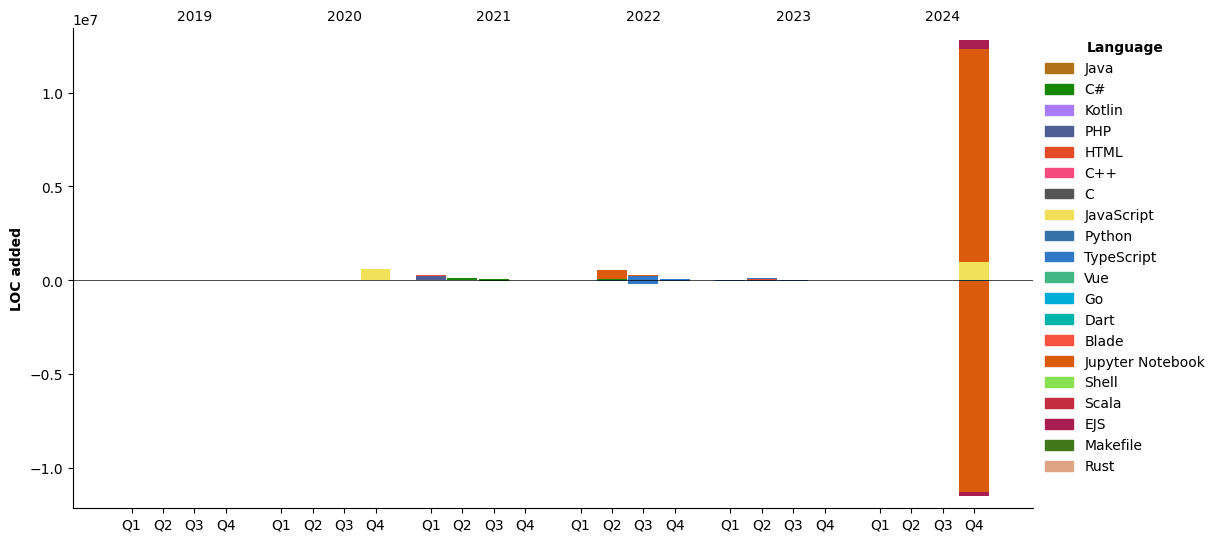 2019 2020 2021 2022 2023 2024
1e7
LOC added
1.0
0.5
0.0
−0.5
−1.0
Q1 Q2 Q3 Q4 Q1 Q2 Q3 Q4 Q1 Q2 Q3 Q4 Q1 Q2 Q3 Q4 Q1 Q2 Q3 Q4 Q1 Q2 Q3 Q4
Language
Java
C#
Kotlin
PHP
HTML
C++
C
JavaScript
Python
TypeScript
Vue
Go
Dart
Blade
Jupyter Notebook
Shell
Scala
EJS
Makefile
Rust